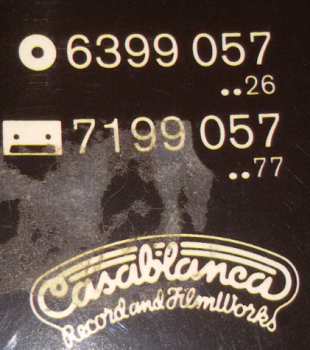 6399 057
..26
7199 057
..77
Casablanca
Record and FilmWorks